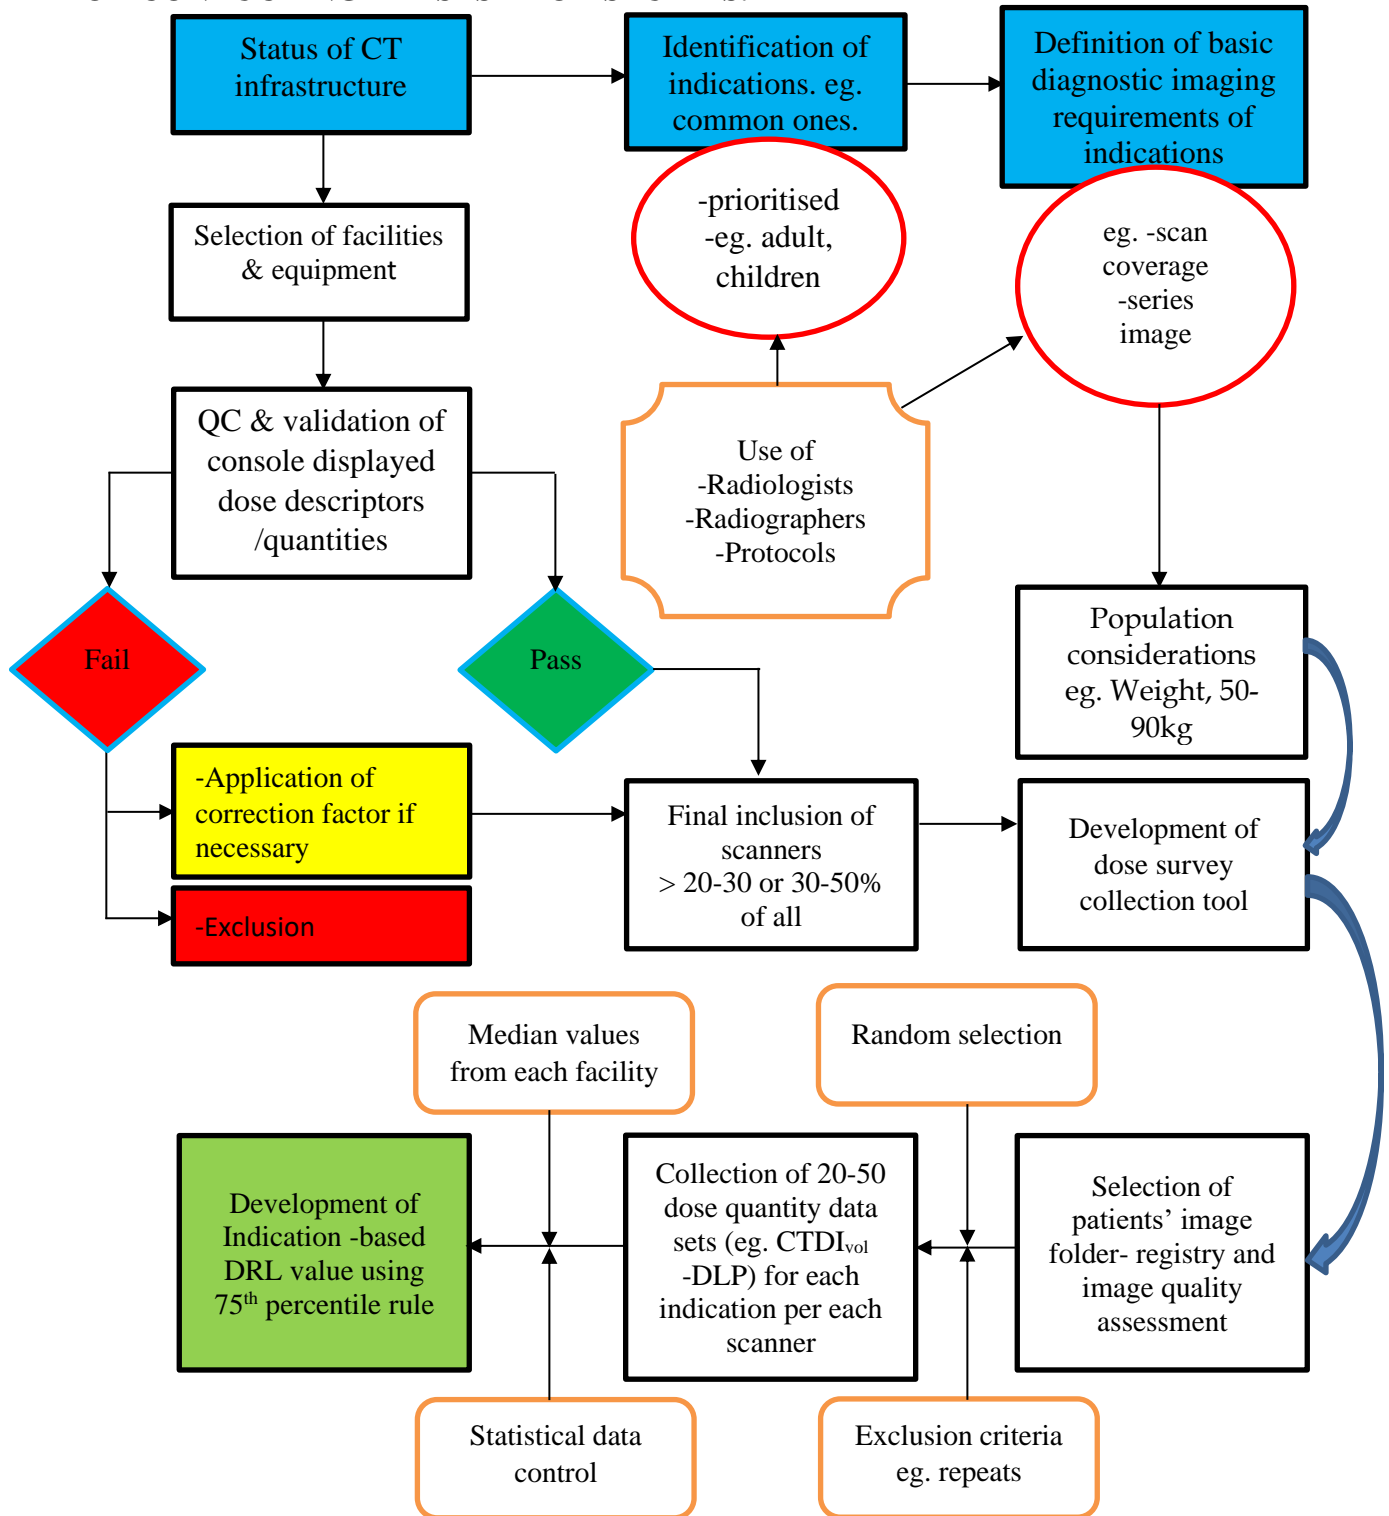 Status of CT
infrastructure
Identification of
indications. eg.
common ones.
Definition of basic
diagnostic imaging
requirements of
indications
-prioritised
-eg. adult,
children
eg. -scan
coverage
-series
image
Selection of facilities
& equipment
QC & validation of
console displayed
dose descriptors
/quantities
Use of
-Radiologists
-Radiographers
-Protocols
Fail
Pass
Population
considerations
eg. Weight, 50-
90kg
-Application of
correction factor if
necessary
-Exclusion
Final inclusion of
scanners
> 20-30 or 30-50%
of all
Development of
dose survey
collection tool
Median values
from each facility
Random selection
Development of
Indication -based
DRL value using
75th percentile rule
Collection of 20-50
dose quantity data
sets (eg. CTDIvol
-DLP) for each
indication per each
scanner
Selection of
patients’ image
folder- registry and
image quality
assessment
Statistical data
control
Exclusion criteria
eg. repeats